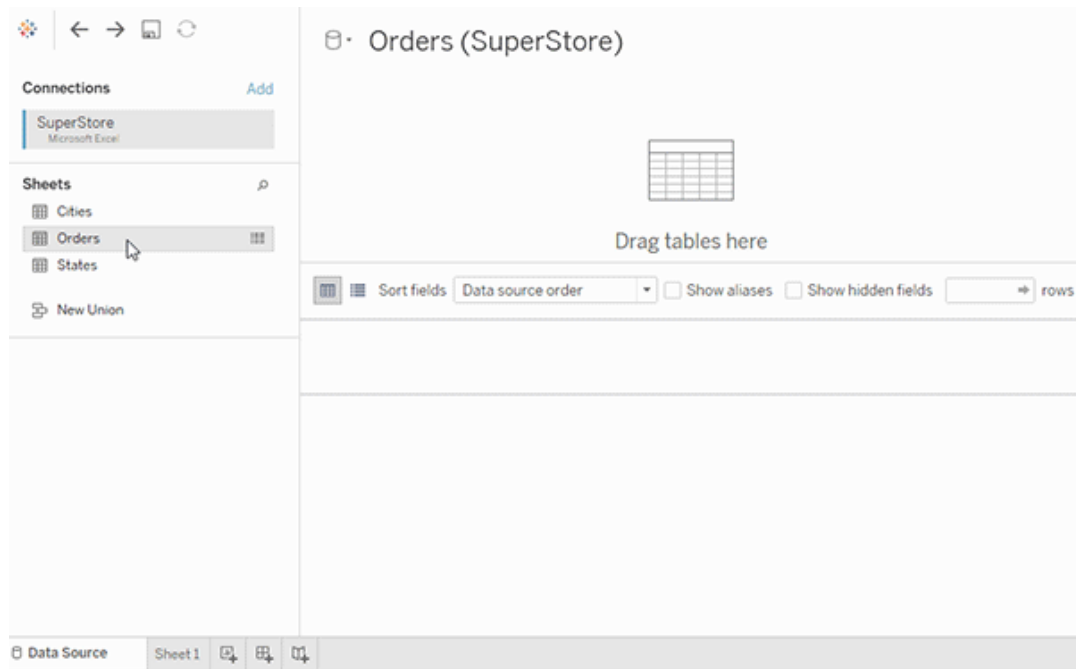 Orders (SuperStore)
Connections Add
SuperStore
Microsoft Excel
Sheets
Cities
Orders
States
New Union
Drag tables here
Sort fields Data source order Show aliases Show hidden fields rows
Data Source Sheet 1